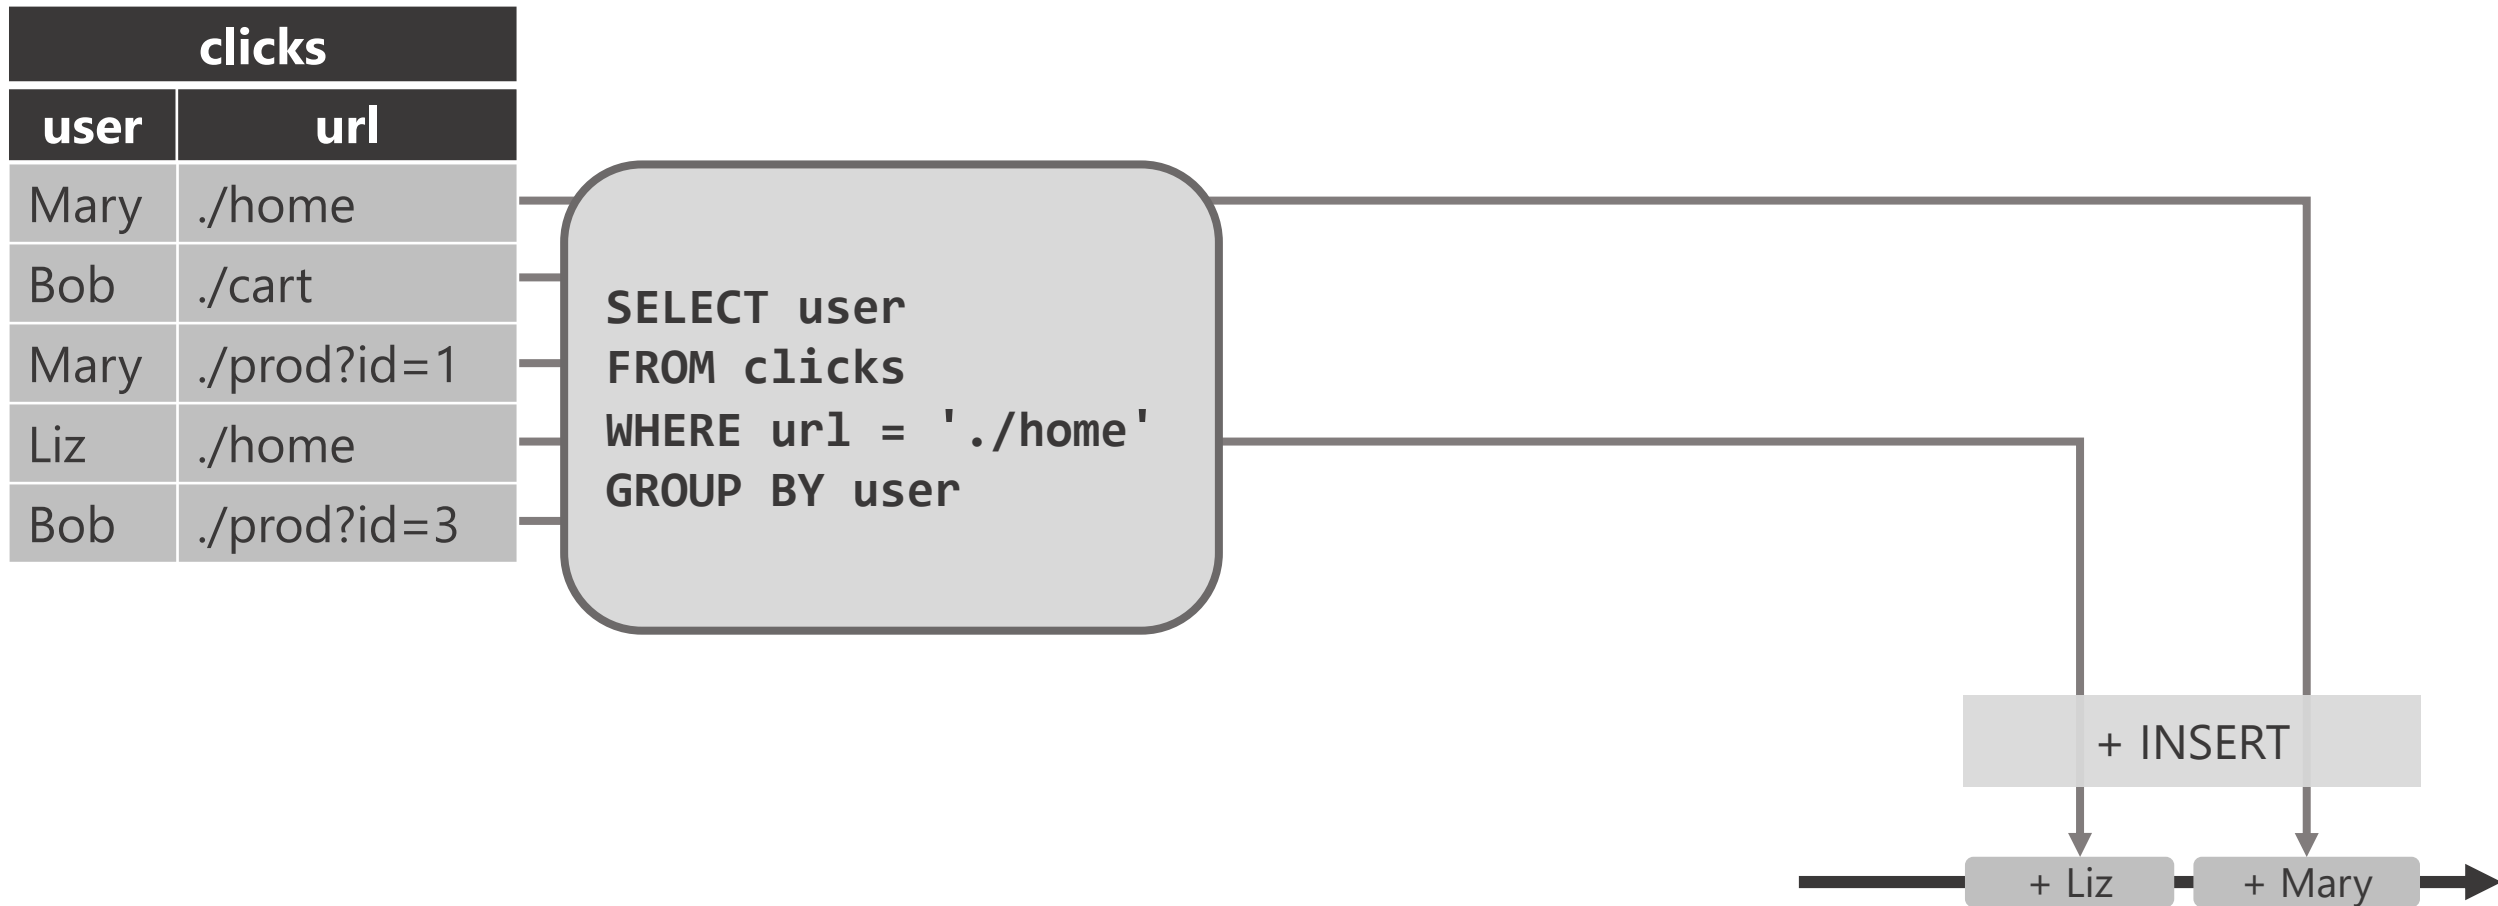 clicks
user url
Mary ./home
Bob ./cart
Mary ./prod?id=1
Liz ./home
Bob ./prod?id=3
SELECT user
FROM clicks
WHERE url = './home'
GROUP BY user
+ INSERT
+ Liz + Mary